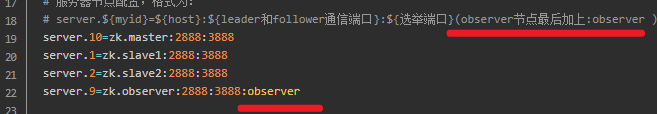 17 # 服务器节点配置，格式为:
18 # server.${myid}=${host}:${leader和follower通信端口}:${选举端口}(observer节点最后加上:observer )
19 server.10=zk.master:2888:3888
20 server.1=zk.slave1:2888:3888
21 server.2=zk.slave2:2888:3888
22 server.9=zk.observer:2888:3888:observer
23